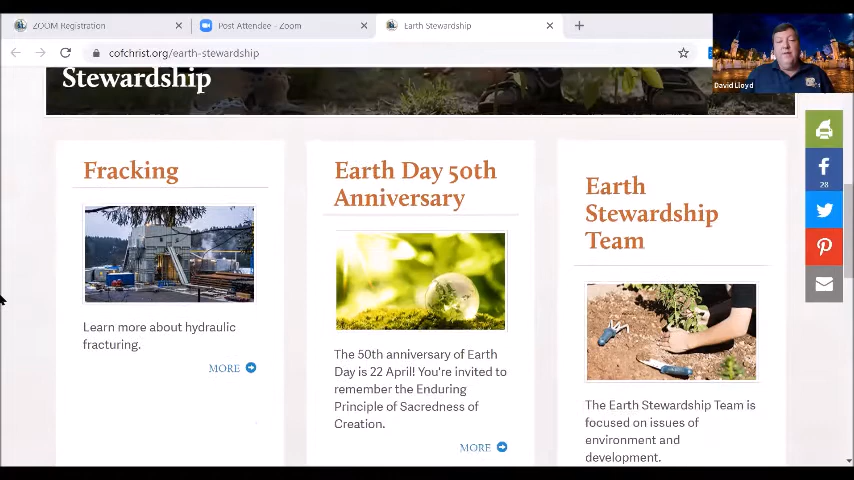 ZOOM Registration
Post Attendee - Zoom
Earth Stewardship
cofchrist.org/earth-stewardship
David Lloyd
Stewardship
Fracking
Learn more about hydraulic
fracturing.
MORE
Earth Day 50th
Anniversary
The 50th anniversary of Earth
Day is 22 April! You're invited to
remember the Enduring
Principle of Sacredness of
Creation.
MORE
Earth
Stewardship
Team
The Earth Stewardship Team is
focused on issues of
environment and
development.
28